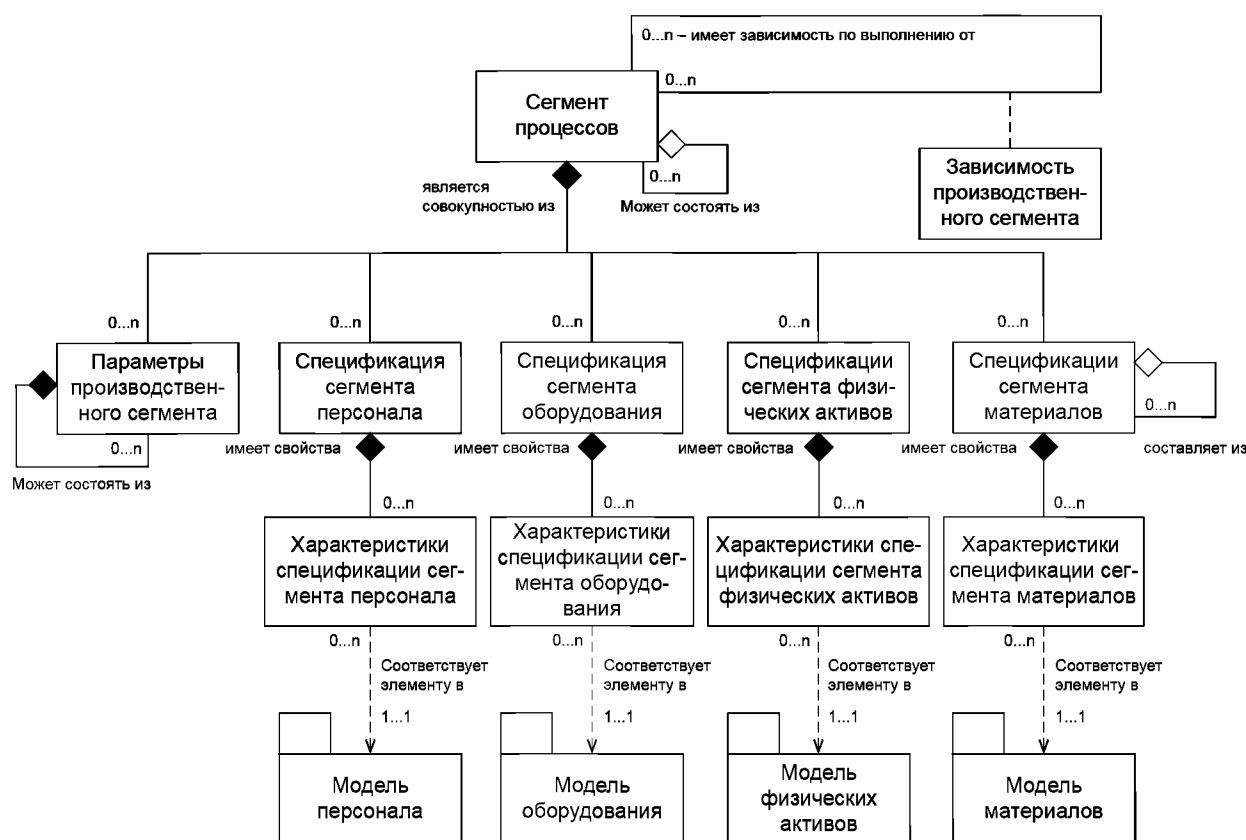 0...n – имеет зависимость по выполнению от
0...n
Сегмент
процессов
0...n
Может состоять из
является
совокупностью из
Зависимость
производствен-
ного сегмента
0...n
0...n
0...n
0...n
0...n
Параметры
производствен-
ного сегмента
0...n
Может состоять из
Спецификация
сегмента
персонала
Спецификация
сегмента
оборудования
Спецификации
сегмента физи-
ческих активов
Спецификации
сегмента
материалов
0...n
составляет из
имеет свойства
имеет свойства
имеет свойства
имеет свойства
0...n
0...n
0...n
0...n
Характеристики
спецификации сег-
мента персонала
Характеристики
спецификации сег-
мента оборудо-
вания
Характеристики спе-
цификации сегмента
физических активов
Характеристики
спецификации сег-
мента материалов
0...n
0...n
0...n
0...n
Соответствует
элементу в
Соответствует
элементу в
Соответствует
элементу в
Соответствует
элементу в
1...1
1...1
1...1
1...1
Модель
персонала
Модель
оборудования
Модель
физических
активов
Модель
материалов